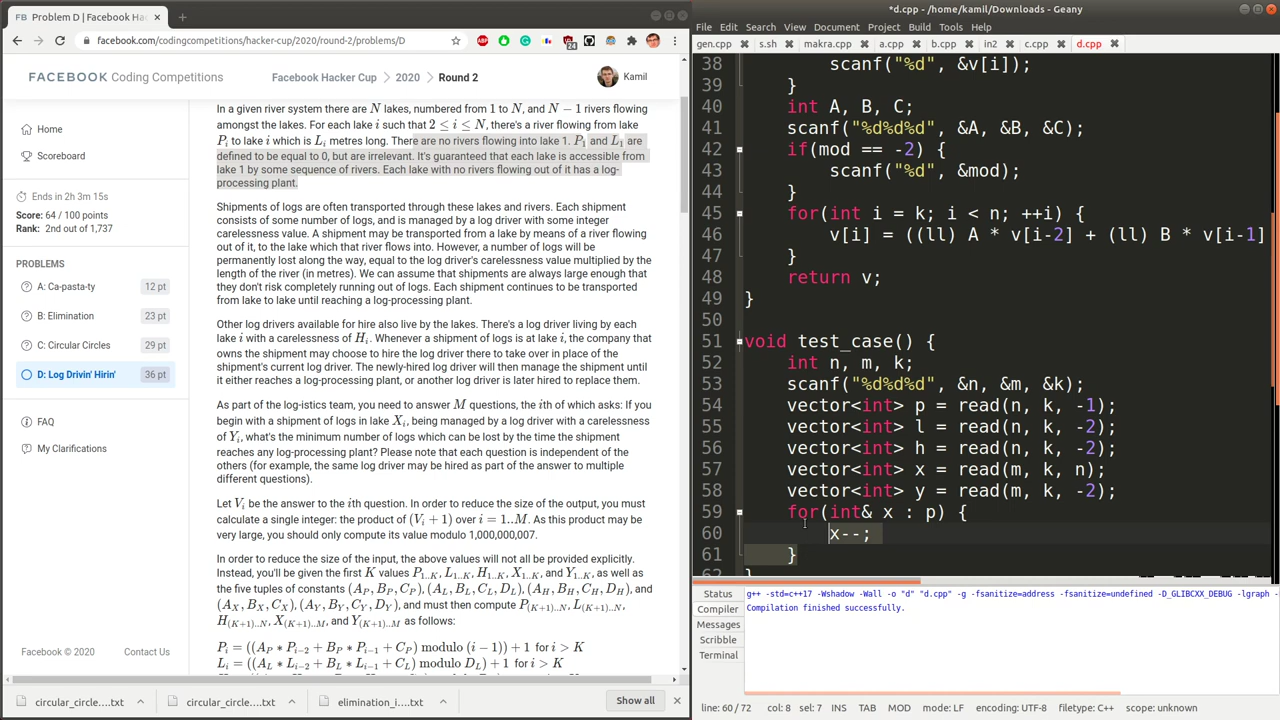 FB Problem D | Facebook Hacker Cup
facebook.com/codingcompetitions/hacker-cup/2020/round-2/problems/D
FACEBOOK Coding Competitions
Facebook Hacker Cup 2020 Round 2
Kamil
Home
Scoreboard
Ends in 2h 3m 15s
Score: 64 / 100 points
Rank: 2nd out of 1,737
PROBLEMS
A: Ca-pasta-ty 12 pt
B: Elimination 23 pt
C: Circular Circles 29 pt
D: Log Drivin' Hirin' 36 pt
FAQ
My Clarifications
Facebook © 2020 Contact Us
In a given river system there are N lakes, numbered from 1 to N, and N − 1 rivers flowing
amongst the lakes. For each lake i such that 2 ≤ i ≤ N, there's a river flowing from lake
P_i to lake i which is L_i metres long. There are no rivers flowing into lake 1. P_1 and L_1 are
defined to be equal to 0, but are irrelevant. It's guaranteed that each lake is accessible from
lake 1 by some sequence of rivers. Each lake with no rivers flowing out of it has a log-
processing plant.
Shipments of logs are often transported through these lakes and rivers. Each shipment
consists of some number of logs, and is managed by a log driver with some integer
carelessness value. A shipment may be transported from a lake by means of a river flowing
out of it, to the lake which that river flows into. However, a number of logs will be
permanently lost along the way, equal to the log driver's carelessness value multiplied by the
length of the river (in metres). We can assume that shipments are always large enough that
they don't risk completely running out of logs. Each shipment continues to be transported
from lake to lake until reaching a log-processing plant.
Other log drivers available for hire also live by the lakes. There's a log driver living by each
lake i with a carelessness of H_i. Whenever a shipment of logs is at lake i, the company that
owns the shipment may choose to hire the log driver there to take over in place of the
shipment's current log driver. The newly-hired log driver will then manage the shipment until
it either reaches a log-processing plant, or another log driver is later hired to replace them.
As part of the log-istics team, you need to answer M questions, the ith of which asks: If you
begin with a shipment of logs in lake X_i, being managed by a log driver with a carelessness
of Y_i, what's the minimum number of logs which can be lost by the time the shipment
reaches any log-processing plant? Please note that each question is independent of the
others (for example, the same log driver may be hired as part of the answer to multiple
different questions).
Let V_i be the answer to the ith question. In order to reduce the size of the output, you must
calculate a single integer: the product of (V_i + 1) over i = 1..M. As this product may be
very large, you should only compute its value modulo 1,000,000,007.
In order to reduce the size of the input, the above values will not all be provided explicitly.
Instead, you'll be given the first K values P_1..K, L_1..K, H_1..K, X_1..K, and Y_1..K, as well as
the five tuples of constants (A_P, B_P, C_P), (A_L, B_L, C_L, D_L), (A_H, B_H, C_H, D_H),
(A_X, B_X, C_X), (A_Y, B_Y, C_Y, D_Y), and must then compute P_(K+1)..N, L_(K+1)..N,
H_(K+1)..N, X_(K+1)..M, and Y_(K+1)..M as follows:
P_i = ((A_P ∗ P_i−2 + B_P ∗ P_i−1 + C_P) modulo (i − 1)) + 1 for i > K
L_i = ((A_L ∗ L_i−2 + B_L ∗ L_i−1 + C_L) modulo D_L) + 1 for i > K
circular_circle....txt circular_circle....txt elimination_i....txt Show all
*d.cpp - /home/kamil/Downloads - Geany
File Edit Search View Document Project Build Tools Help
gen.cpp s.sh makra.cpp a.cpp b.cpp in2 c.cpp d.cpp
38 scanf("%d", &v[i]);
39 }
40 int A, B, C;
41 scanf("%d%d%d", &A, &B, &C);
42 if(mod == -2) {
43 scanf("%d", &mod);
44 }
45 for(int i = k; i < n; ++i) {
46 v[i] = ((ll) A * v[i-2] + (ll) B * v[i-1]
47 }
48 return v;
49 }
50
51 void test_case() {
52 int n, m, k;
53 scanf("%d%d%d", &n, &m, &k);
54 vector<int> p = read(n, k, -1);
55 vector<int> l = read(n, k, -2);
56 vector<int> h = read(n, k, -2);
57 vector<int> x = read(m, k, n);
58 vector<int> y = read(m, k, -2);
59 for(int& x : p) {
60 x--;
61 }
62 }
Status
Compiler
Messages
Scribble
Terminal
g++ -std=c++17 -Wshadow -Wall -o "d" "d.cpp" -g -fsanitize=address -fsanitize=undefined -D_GLIBCXX_DEBUG -lgraph -
Compilation finished successfully.
line: 60 / 72 col: 8 sel: 7 INS TAB MOD mode: LF encoding: UTF-8 filetype: C++ scope: unknown